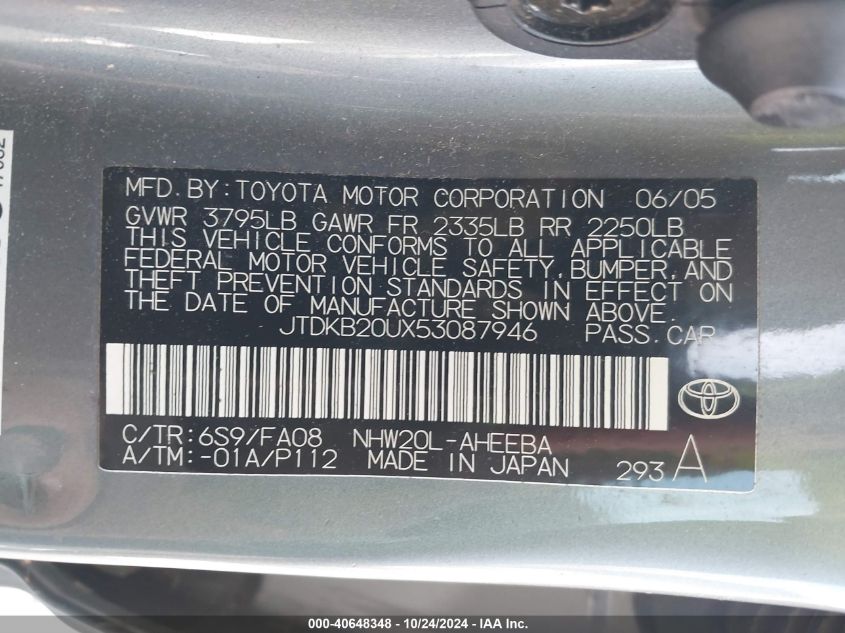 MFD. BY: TOYOTA MOTOR CORPORATION 06/05
GVWR 3795LB GAWR FR 2335LB RR 2250LB
THIS VEHICLE CONFORMS TO ALL APPLICABLE
FEDERAL MOTOR VEHICLE SAFETY, BUMPER, AND
THEFT PREVENTION STANDARDS IN EFFECT ON
THE DATE OF MANUFACTURE SHOWN ABOVE.
JTDKB20UX53087946 PASS. CAR
C/TR: 6S9/FA08 NHW20L-AHEEBA
A/TM: -01A/P112 MADE IN JAPAN 293 A
000-40648348 - 10/24/2024 - IAA Inc.